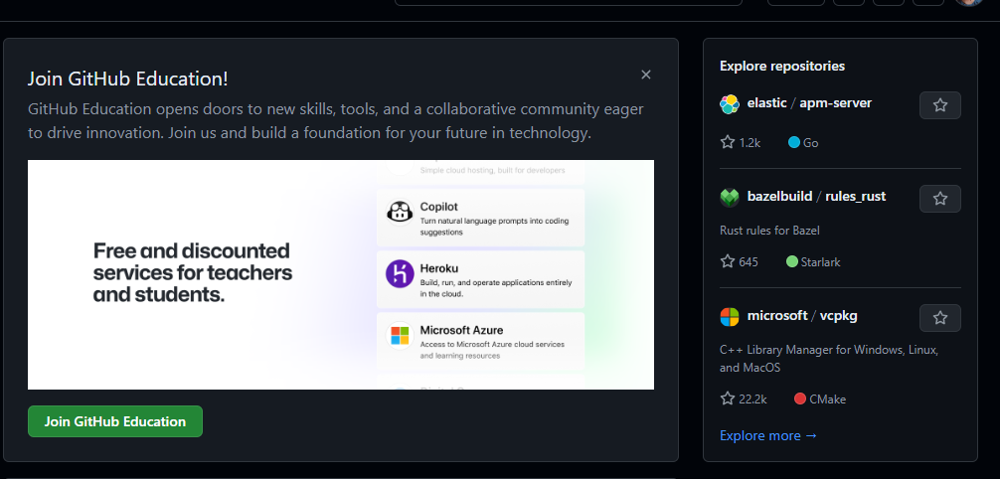 Join GitHub Education!
GitHub Education opens doors to new skills, tools, and a collaborative community eager
to drive innovation. Join us and build a foundation for your future in technology.
Free and discounted
services for teachers
and students.
Simple cloud hosting, built for developers
Copilot
Turn natural language prompts into coding
suggestions
Heroku
Build, run, and operate applications entirely
in the cloud.
Microsoft Azure
Access to Microsoft Azure cloud services
and learning resources
Join GitHub Education
Explore repositories
elastic / apm-server
1.2k Go
bazelbuild / rules_rust
Rust rules for Bazel
645 Starlark
microsoft / vcpkg
C++ Library Manager for Windows, Linux,
and MacOS
22.2k CMake
Explore more →